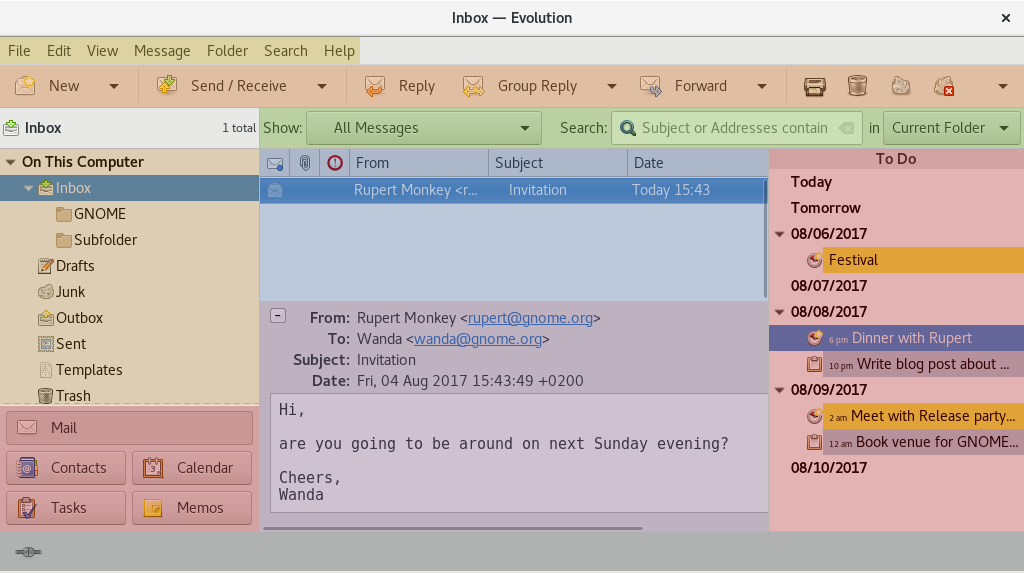 Inbox — Evolution ×
File Edit View Message Folder Search Help
New Send / Receive Reply Group Reply Forward
Inbox 1 total Show: All Messages Search: Subject or Addresses contain in Current Folder
On This Computer
Inbox
GNOME
Subfolder
Drafts
Junk
Outbox
Sent
Templates
Trash
Mail
Contacts Calendar
Tasks Memos
From Subject Date
Rupert Monkey <r... Invitation Today 15:43
From: Rupert Monkey <rupert@gnome.org>
To: Wanda <wanda@gnome.org>
Subject: Invitation
Date: Fri, 04 Aug 2017 15:43:49 +0200
Hi,
are you going to be around on next Sunday evening?
Cheers,
Wanda
To Do
Today
Tomorrow
08/06/2017
Festival
08/07/2017
08/08/2017
6 pm Dinner with Rupert
10 pm Write blog post about ...
08/09/2017
2 am Meet with Release party...
12 am Book venue for GNOME...
08/10/2017